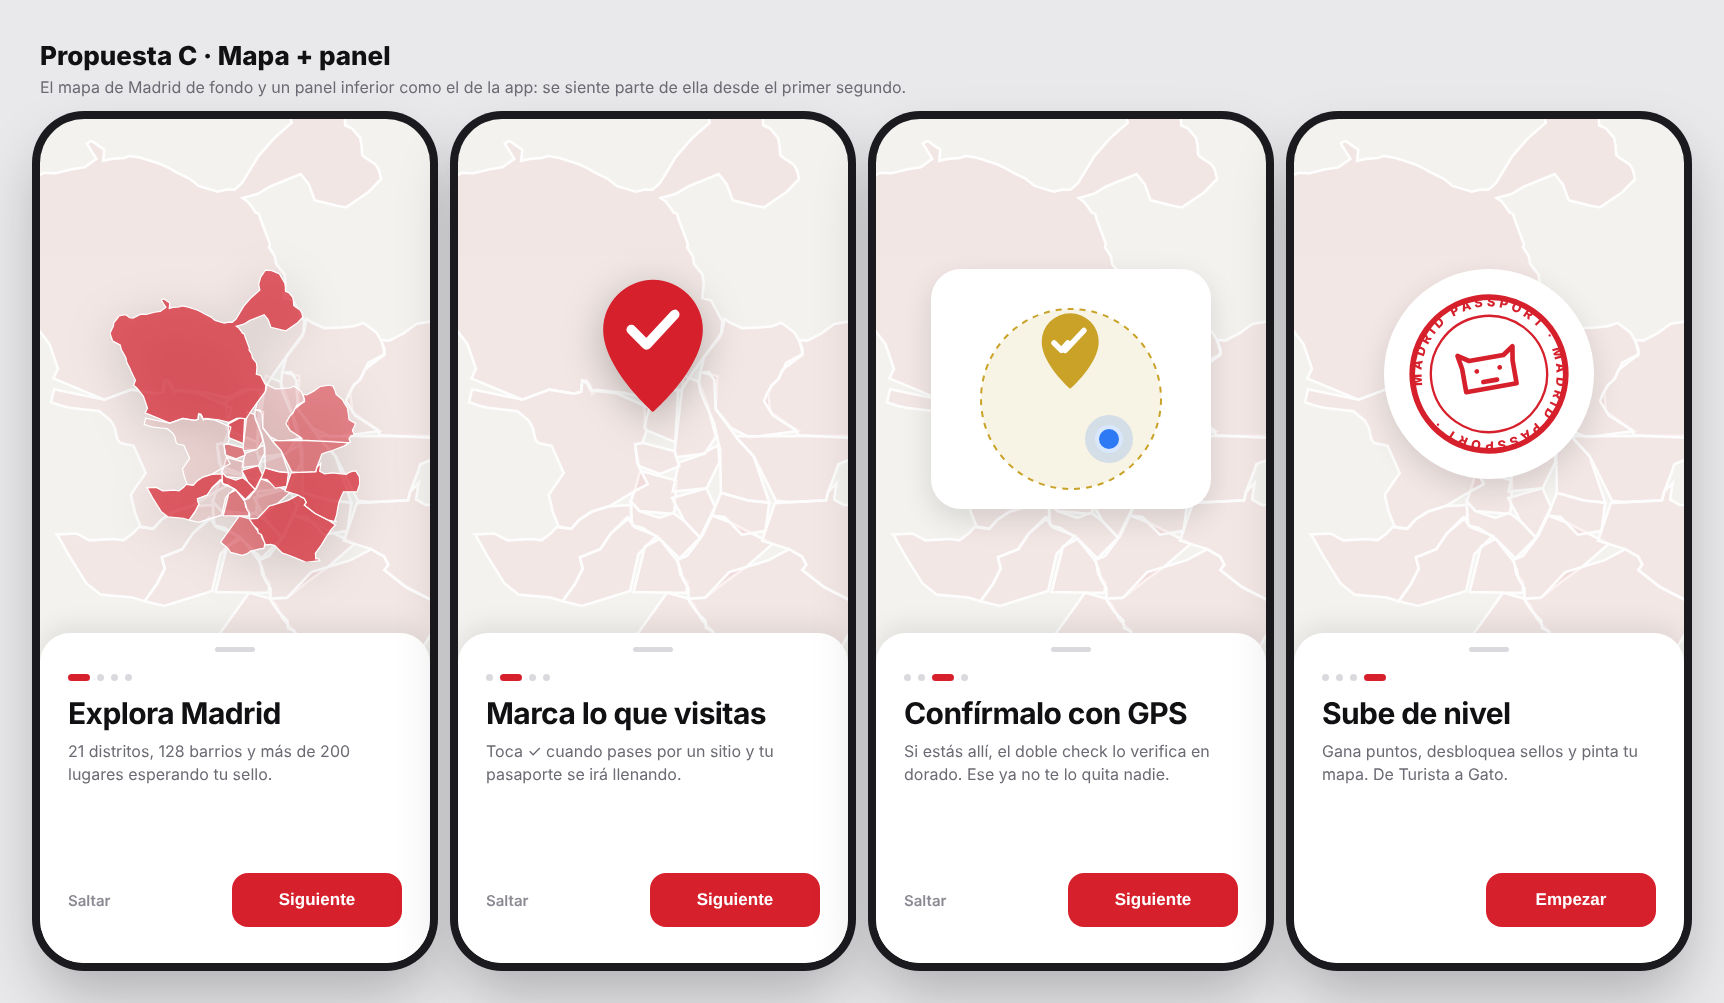 Propuesta C · Mapa + panel
El mapa de Madrid de fondo y un panel inferior como el de la app: se siente parte de ella desde el primer segundo.
Explora Madrid
21 distritos, 128 barrios y más de 200
lugares esperando tu sello.
Saltar
Siguiente
Marca lo que visitas
Toca ✓ cuando pases por un sitio y tu
pasaporte se irá llenando.
Saltar
Siguiente
Confírmalo con GPS
Si estás allí, el doble check lo verifica en
dorado. Ese ya no te lo quita nadie.
Saltar
Siguiente
MADRID PASSPORT · MADRID PASSPORT ·
Sube de nivel
Gana puntos, desbloquea sellos y pinta tu
mapa. De Turista a Gato.
Empezar